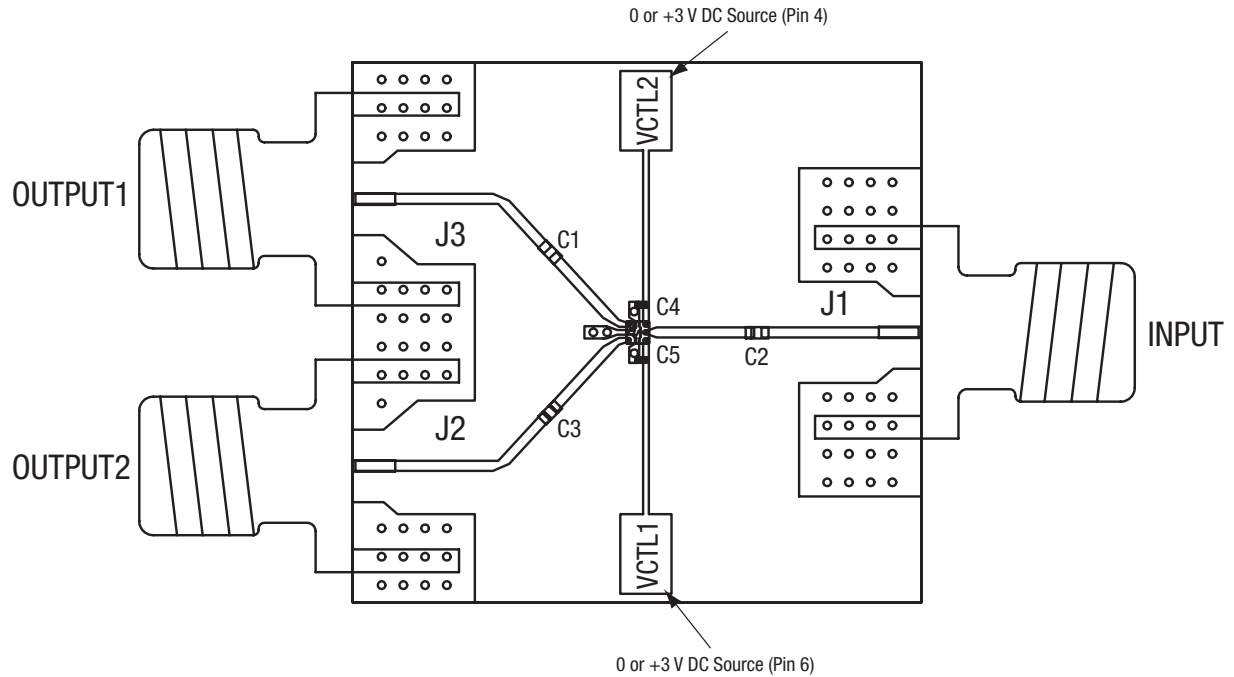 0 or +3 V DC Source (Pin 4)
VCTL2
OUTPUT1
J3
C1
C4
J1
INPUT
C5
C2
J2
C3
OUTPUT2
VCTL1
0 or +3 V DC Source (Pin 6)